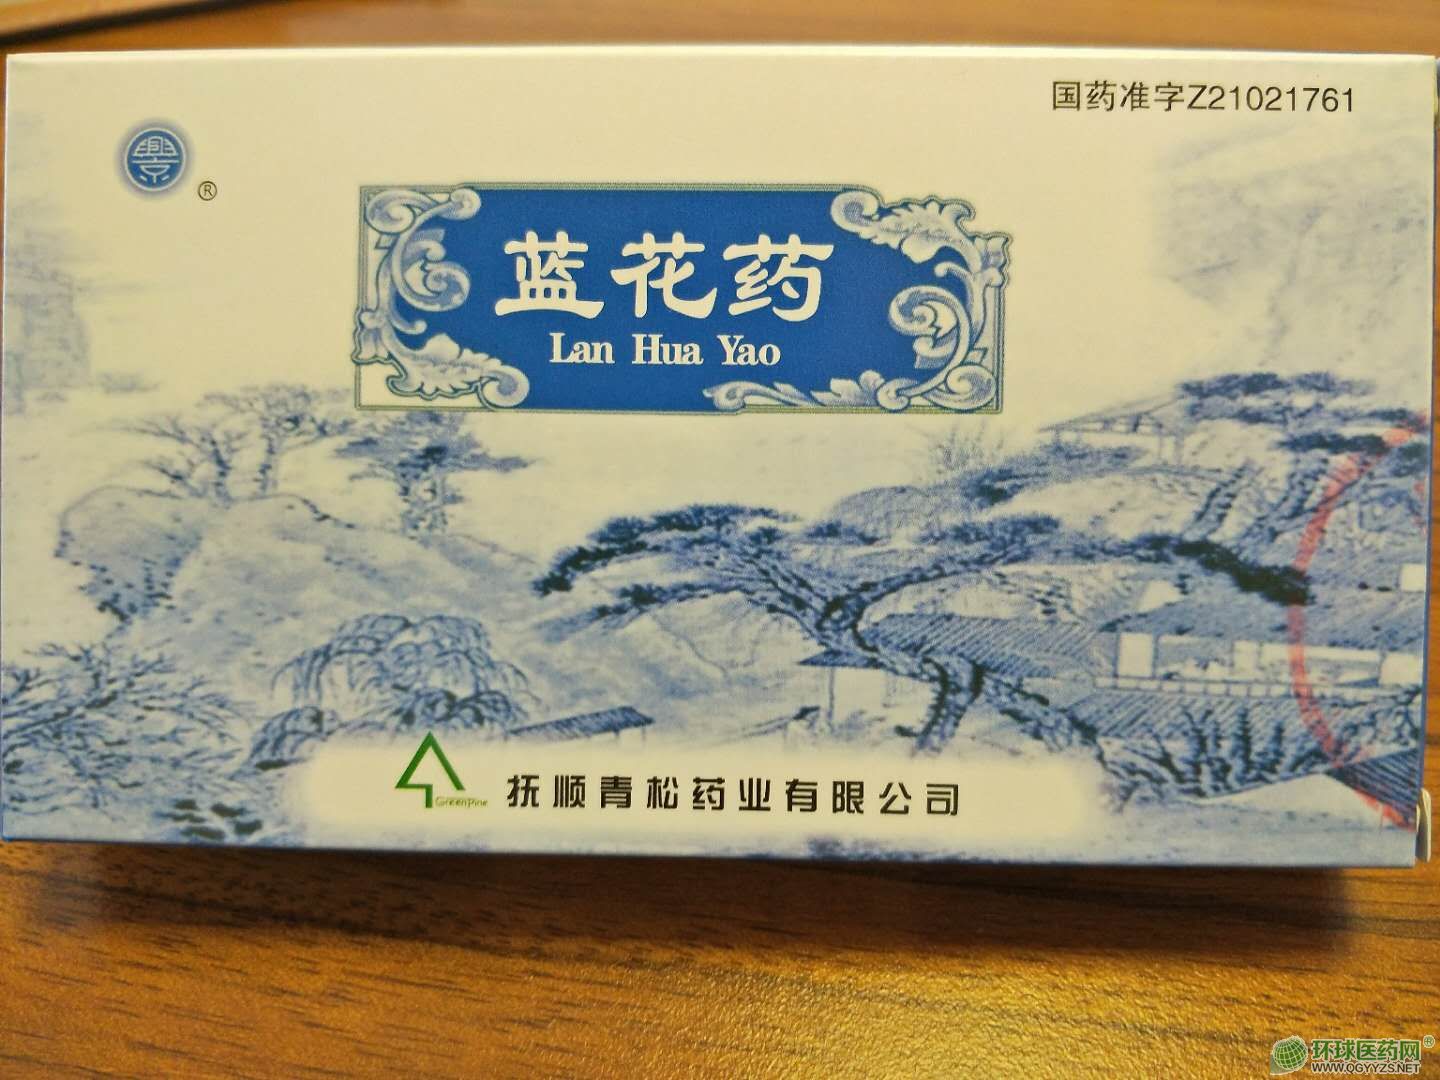 国药准字Z21021761
興京
®
蓝花药
Lan Hua Yao
GreenPine
抚顺青松药业有限公司
环球医药网®
WWW.QGYYZS.NET